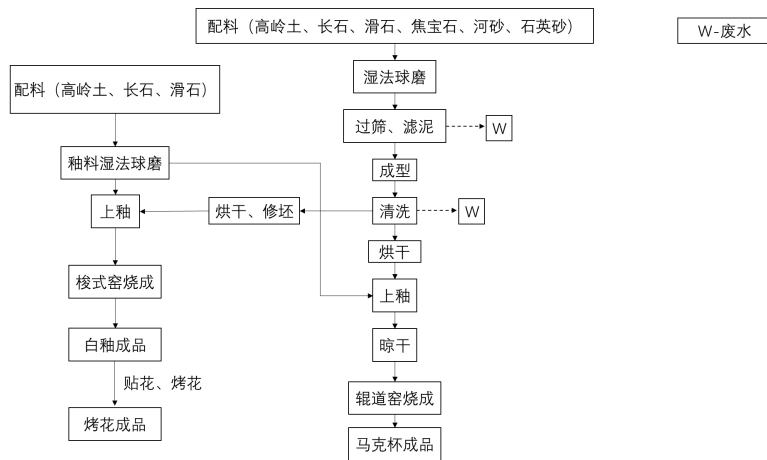 配料（高岭土、长石、滑石、焦宝石、河砂、石英砂）
W-废水
湿法球磨
配料（高岭土、长石、滑石）
过筛、滤泥
W
釉料湿法球磨
成型
上釉
烘干、修坯
清洗
W
烘干
梭式窑烧成
上釉
白釉成品
晾干
贴花、烤花
辊道窑烧成
烤花成品
马克杯成品